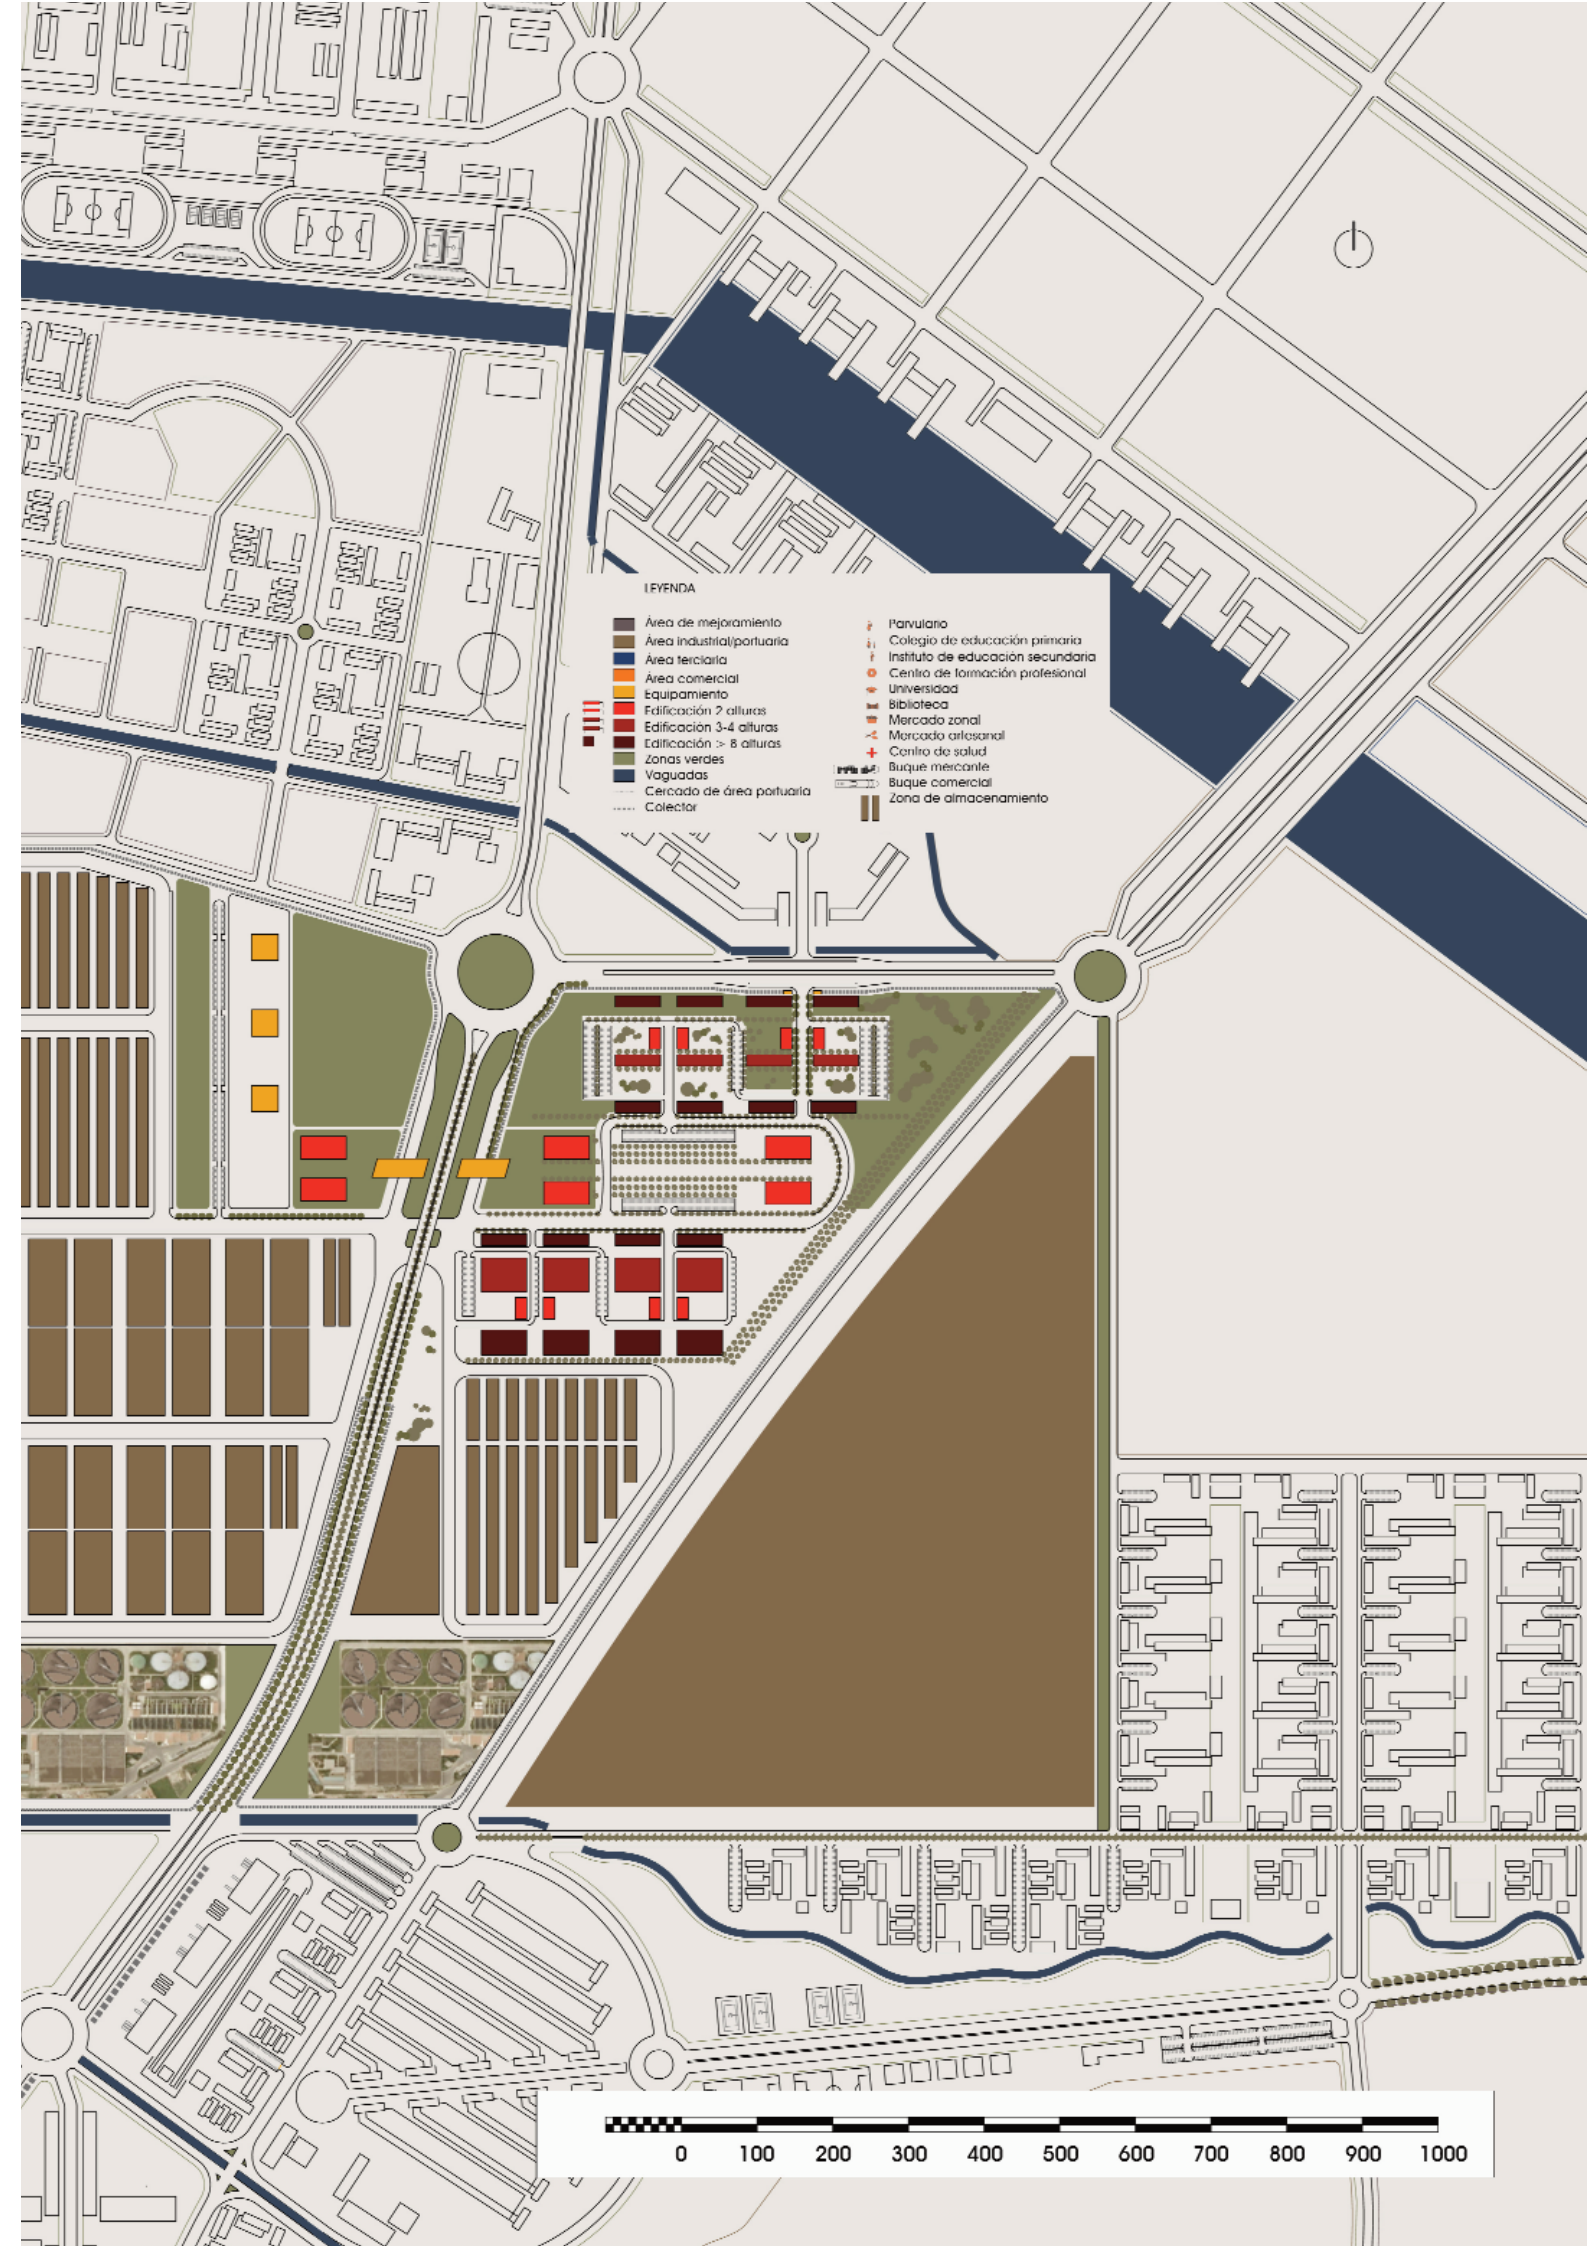 LEYENDA
Área de mejoramiento
Área industrial/portuaria
Área terciaria
Área comercial
Equipamiento
Edificación 2 alturas
Edificación 3-4 alturas
Edificación > 8 alturas
Zonas verdes
Vaguadas
Cercado de área portuaria
Colector
Parvulario
Colegio de educación primaria
Instituto de educación secundaria
Centro de formación profesional
Universidad
Biblioteca
Mercado zonal
Mercado artesanal
Centro de salud
Buque mercante
Buque comercial
Zona de almacenamiento
0 100 200 300 400 500 600 700 800 900 1000